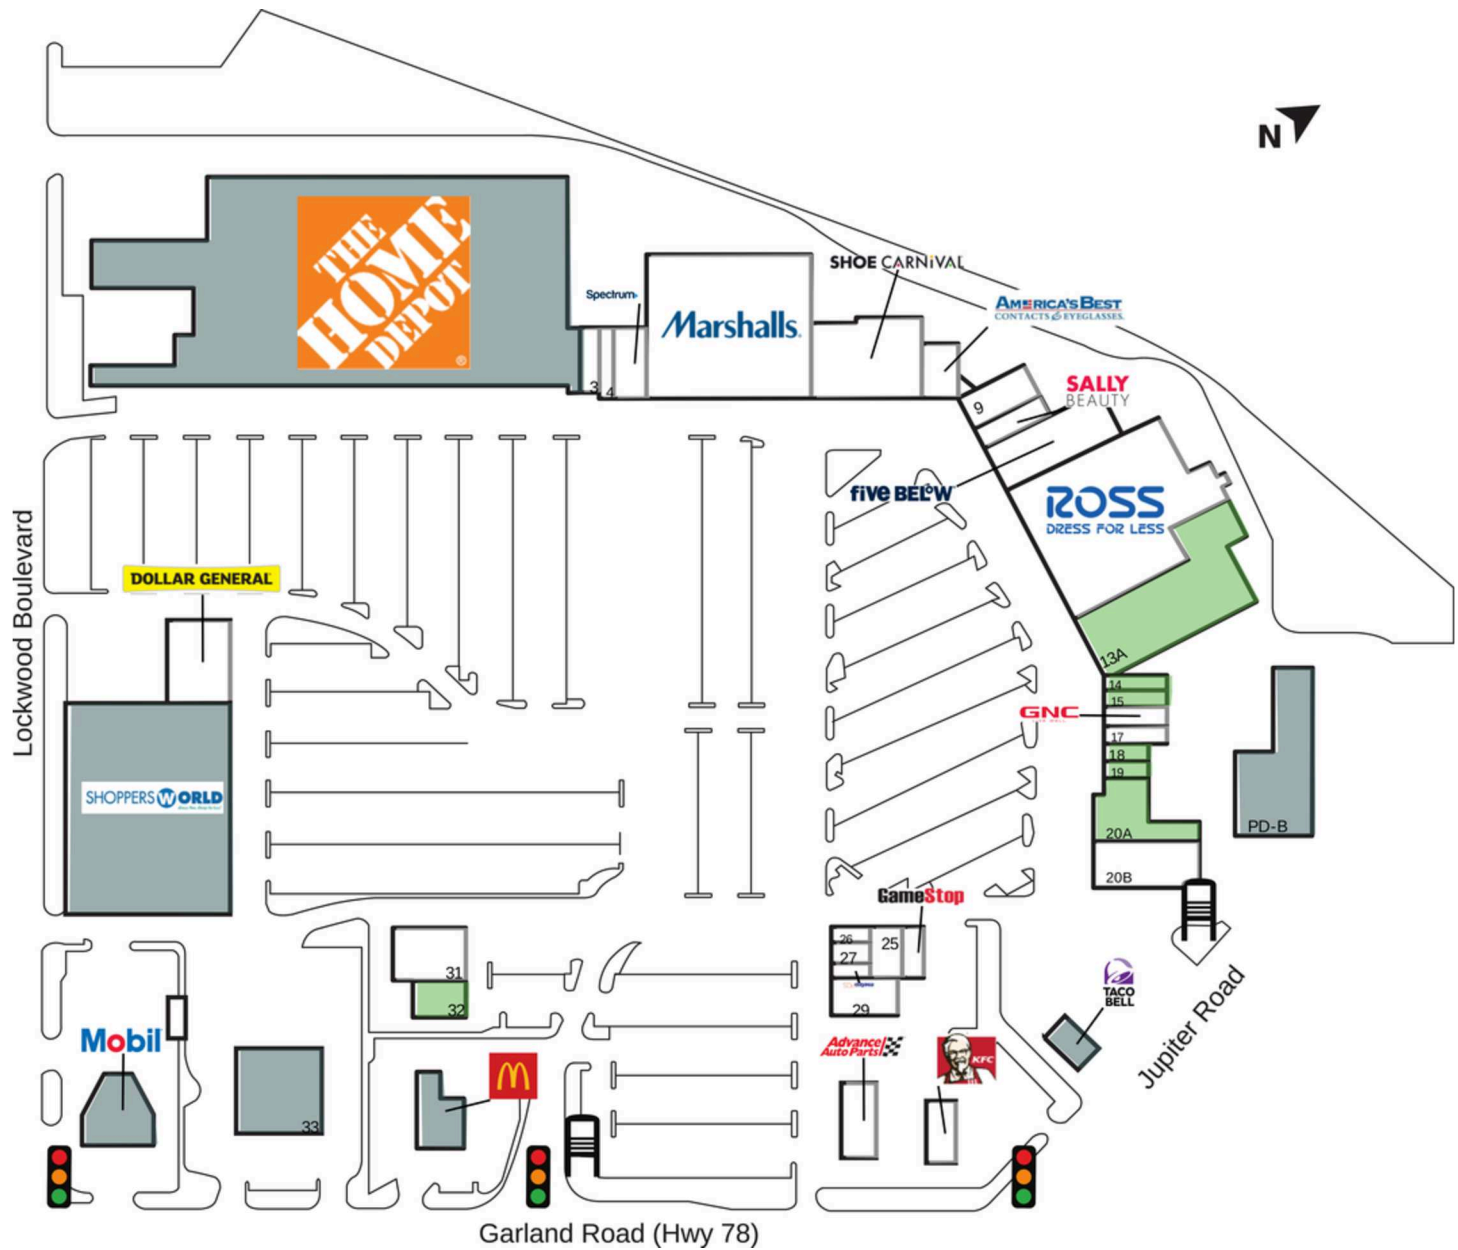 N
THE
HOME
DEPOT
®
SHOE CARNIVAL
Spectrum
AMERICA'S BEST
CONTACTS & EYEGLASSES
Marshalls.
3
4
9
SALLY
BEAUTY
five BEL°W
ROSS
DRESS FOR LESS
Lockwood Boulevard
DOLLAR GENERAL
13A
14
15
GNC
17
18
19
SHOPPERS WORLD
20A
PD-B
20B
GameStop
26
25
27
31
29
32
TACO
BELL
Jupiter Road
Mobil
Advance
Auto Parts
KFC
33
Garland Road (Hwy 78)